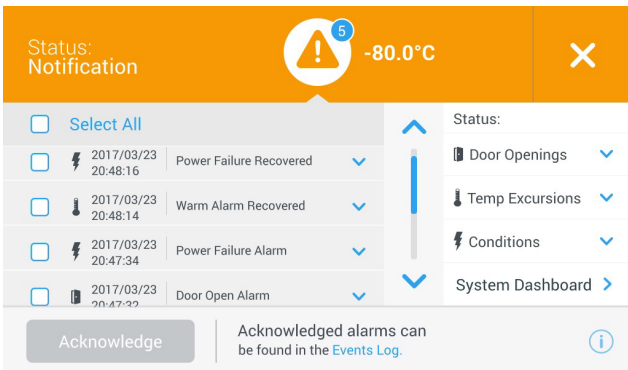 Status:
Notification
5
-80.0°C
Select All
2017/03/23
20:48:16
Power Failure Recovered
2017/03/23
20:48:14
Warm Alarm Recovered
2017/03/23
20:47:34
Power Failure Alarm
2017/03/23
20:47:32
Door Open Alarm
Status:
Door Openings
Temp Excursions
Conditions
System Dashboard
Acknowledge
Acknowledged alarms can
be found in the Events Log.